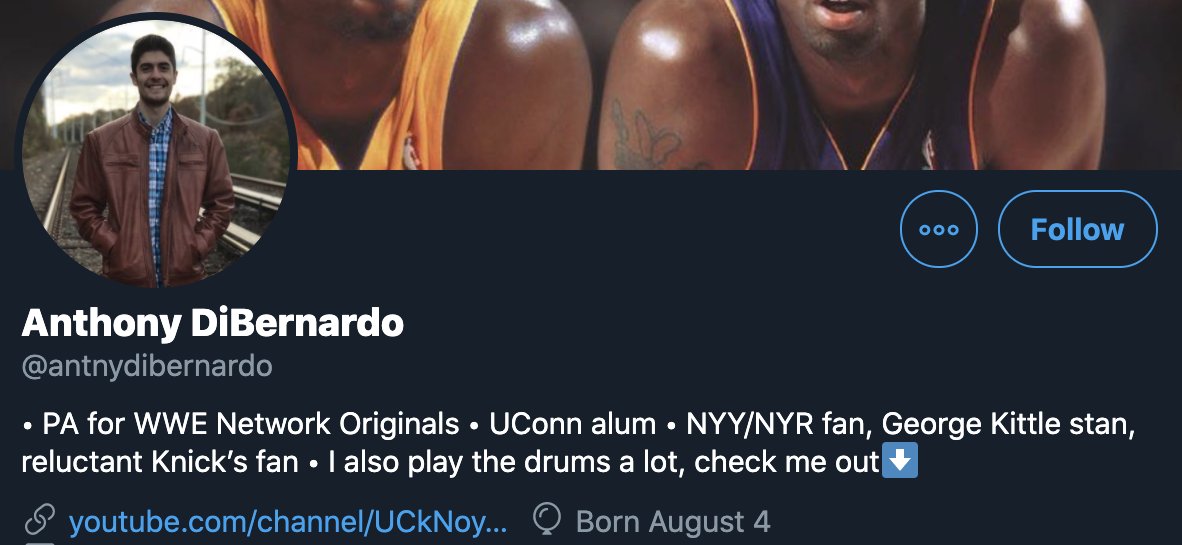 Follow
Anthony DiBernardo
@antnydibernardo
• PA for WWE Network Originals • UConn alum • NYY/NYR fan, George Kittle stan,
reluctant Knick’s fan • I also play the drums a lot, check me out⬇️
youtube.com/channel/UCkNoy... Born August 4